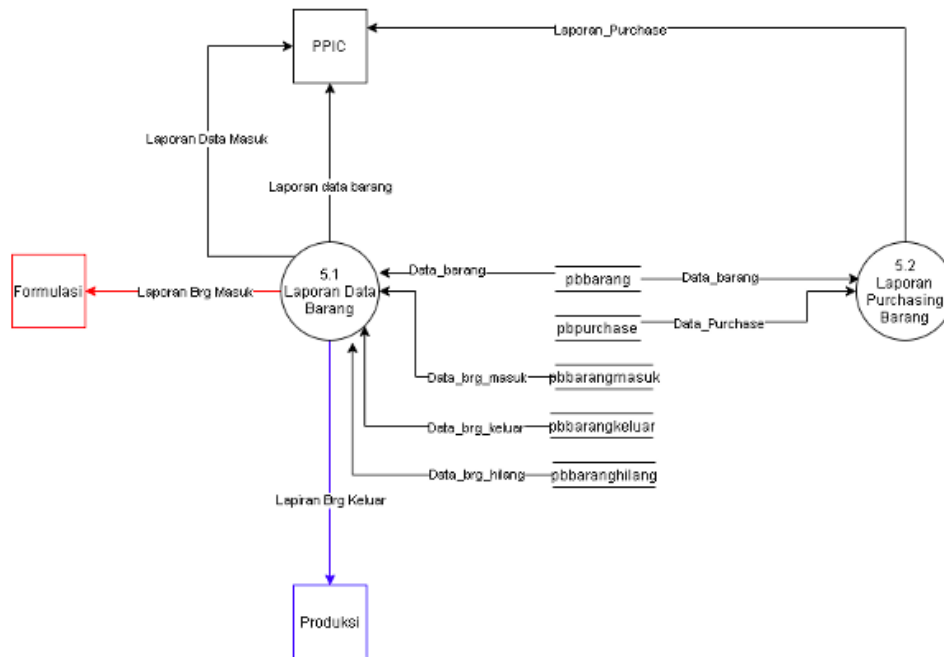 PPIC
Laporan_Purchase
Laporan Data Masuk
Laporan data barang
Formulasi
Laporan Brg Masuk
5.1
Laporan Data
Barang
Data_barang
pbbarang
Data_barang
5.2
Laporan
Purchasing
Barang
pbpurchase
Data_Purchase
Data_brg_masuk
pbbarangmasuk
Data_brg_keluar
pbbarangkeluar
Data_brg_hilang
pbbaranghilang
Lapiran Brg Keluar
Produksi